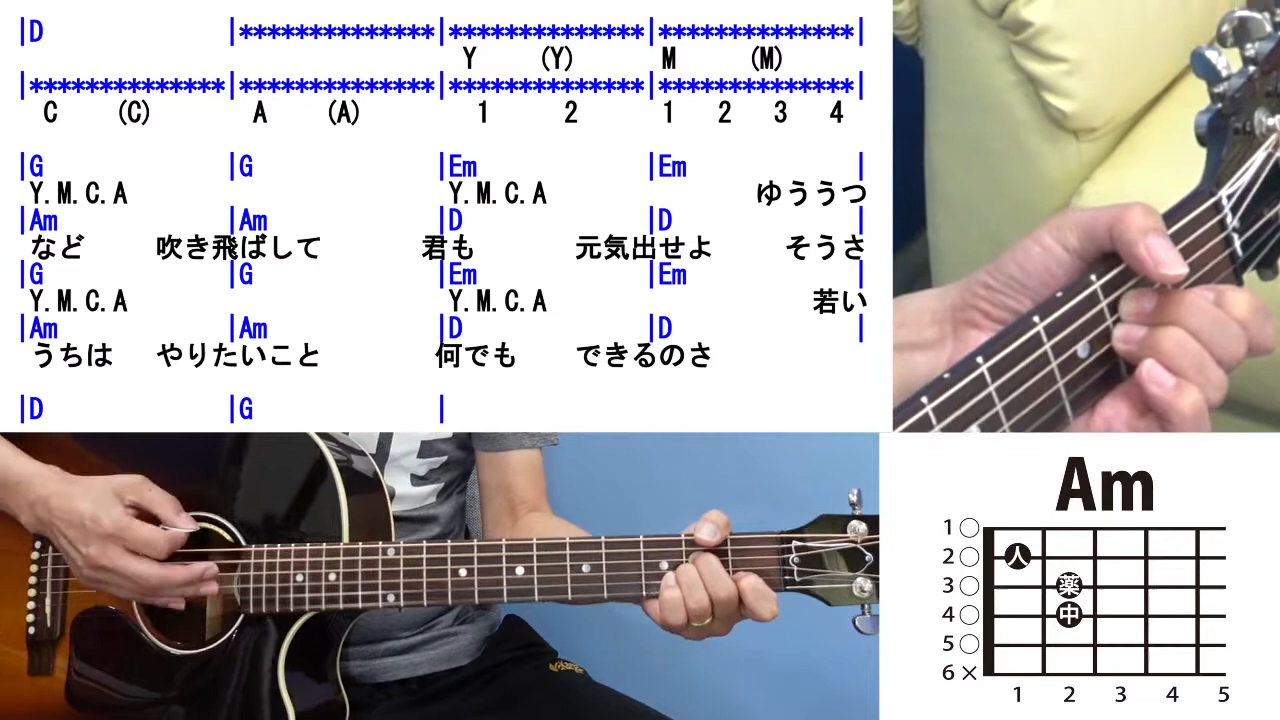 |D |**************|**************|**************|
Y (Y) M (M)
|**************|**************|**************|**************|
C (C) A (A) 1 2 1 2 3 4
|G |G |Em |Em |
Y.M.C.A Y.M.C.A ゆううつ
|Am |Am |D |D |
など 吹き飛ばして 君も 元気出せよ そうさ
|G |G |Em |Em |
Y.M.C.A Y.M.C.A 若い
|Am |Am |D |D |
うちは やりたいこと 何でも できるのさ
|D |G |
Am
1 ○
2 ○ 人
3 ○ 薬
4 ○ 中
5 ○
6 ×
1 2 3 4 5